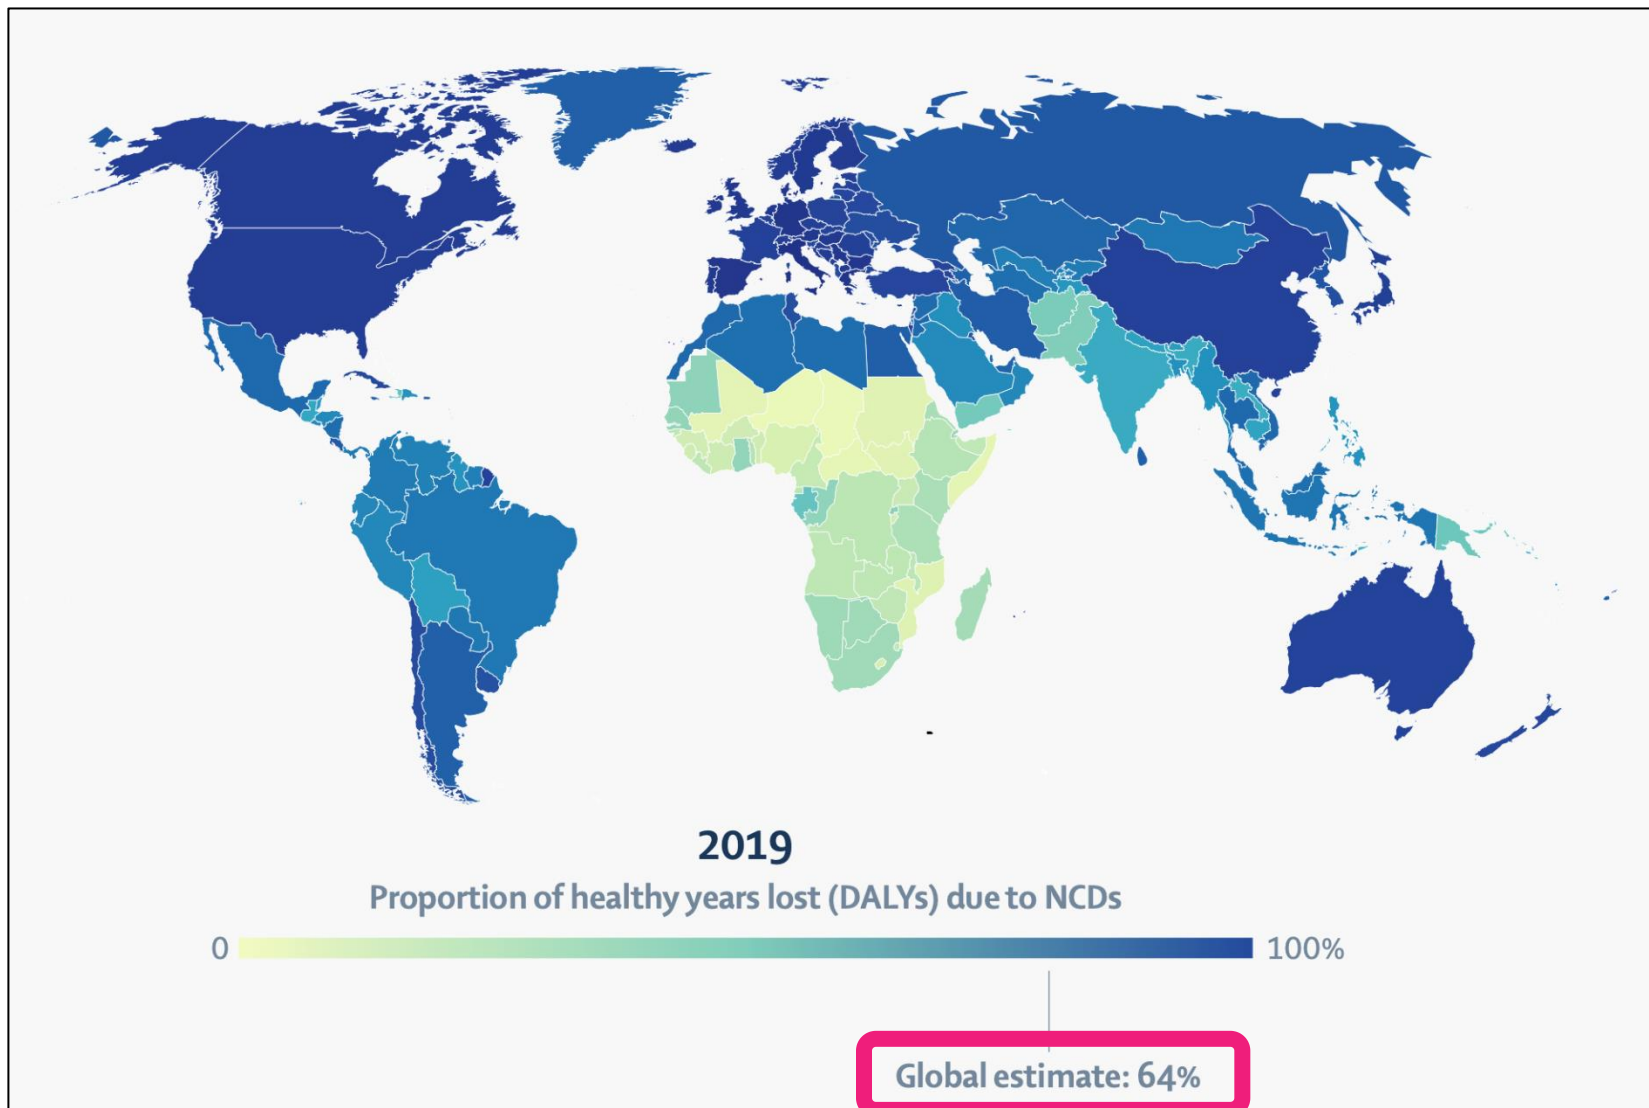 2019
Proportion of healthy years lost (DALYs) due to NCDs
0 100%
Global estimate: 64%